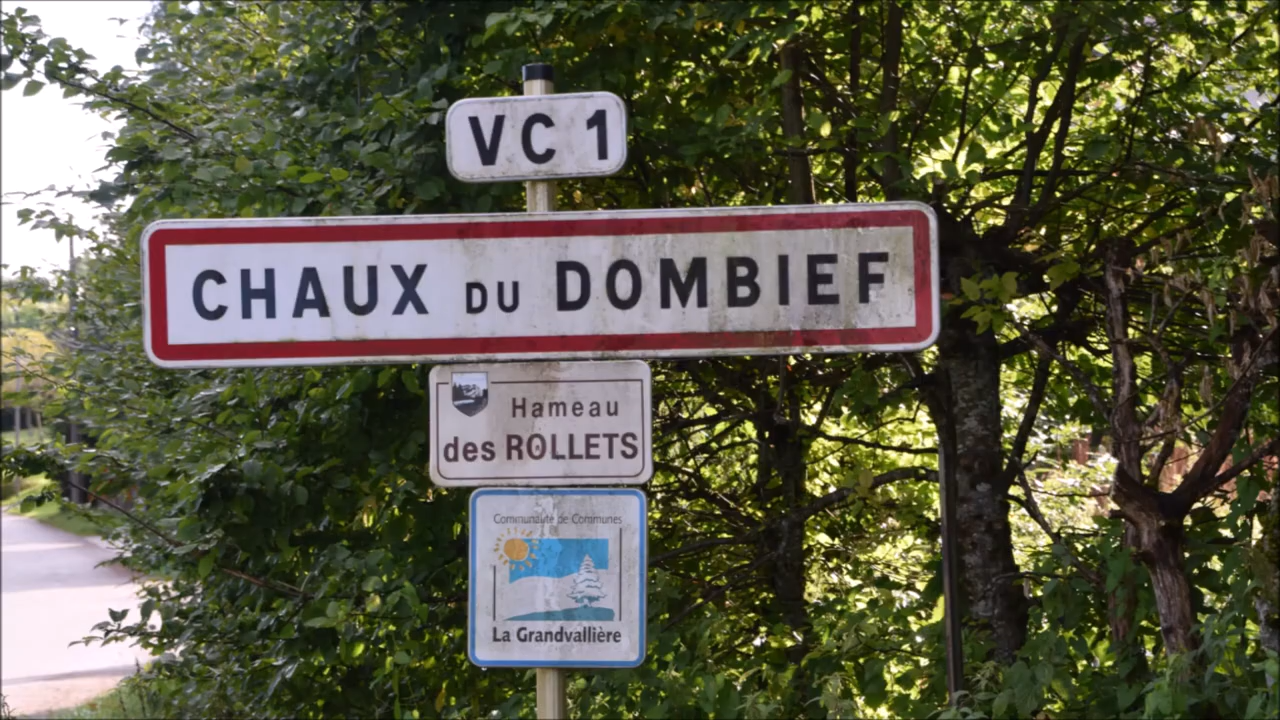 VC 1
CHAUX DU DOMBIEF
Hameau
des ROLLETS
Communauté de Communes
La Grandvallière